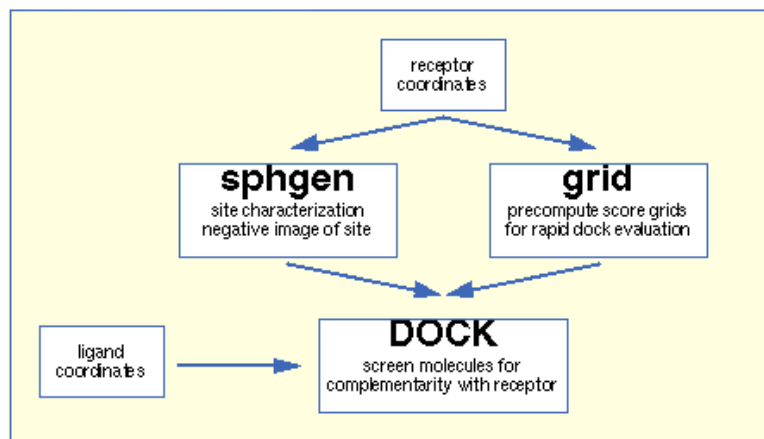 receptor
coordinates
sphgen
site characterization
negative image of site
grid
precompute score grids
for rapid dock evaluation
DOCK
screen molecules for
complementarity with receptor
ligand
coordinates